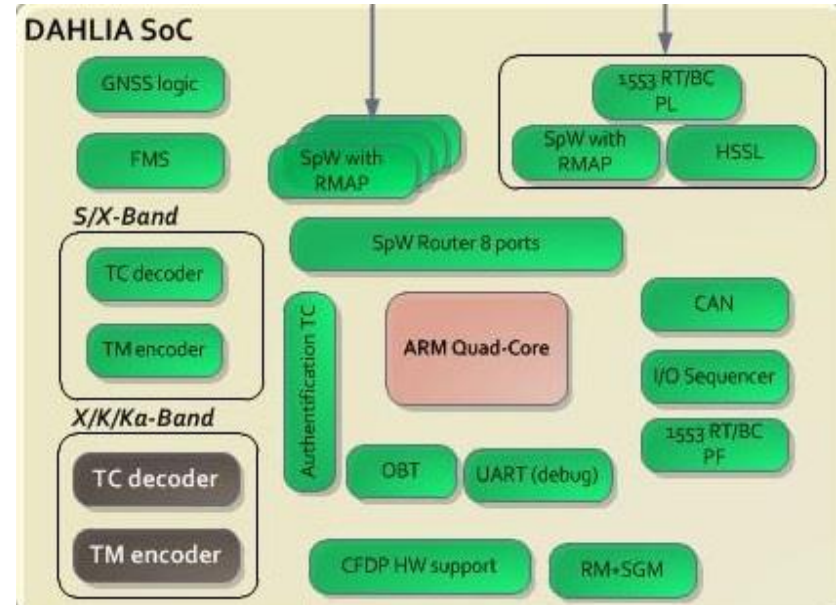 DAHLIA SoC
GNSS logic
FMS
SpW with
RMAP
1553 RT/BC
PL
SpW with
RMAP
HSSL
S/X-Band
TC decoder
TM encoder
SpW Router 8 ports
Authentification TC
ARM Quad-Core
CAN
I/O Sequencer
1553 RT/BC
PF
X/K/Ka-Band
TC decoder
TM encoder
OBT
UART (debug)
CFDP HW support
RM+SGM